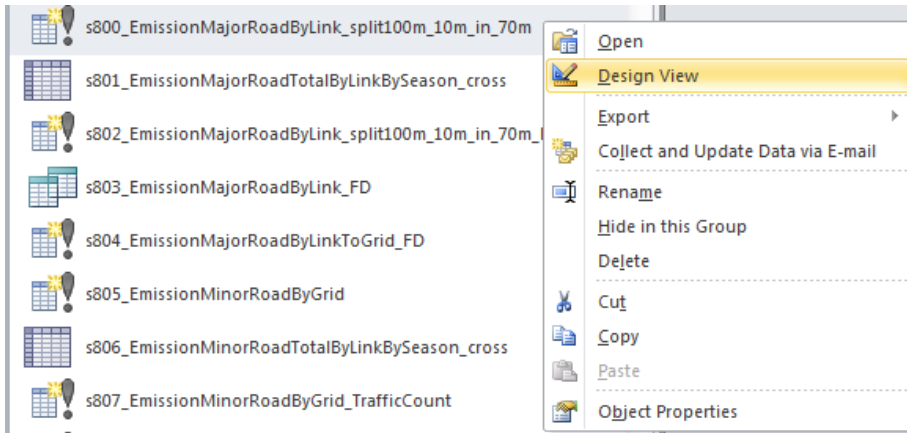 s800_EmissionMajorRoadByLink_split100m_10m_in_70m
s801_EmissionMajorRoadTotalByLinkBySeason_cross
s802_EmissionMajorRoadByLink_split100m_10m_in_70m_
s803_EmissionMajorRoadByLink_FD
s804_EmissionMajorRoadByLinkToGrid_FD
s805_EmissionMinorRoadByGrid
s806_EmissionMinorRoadTotalByLinkBySeason_cross
s807_EmissionMinorRoadByGrid_TrafficCount
Open
Design View
Export
Collect and Update Data via E-mail
Rename
Hide in this Group
Delete
Cut
Copy
Paste
Object Properties